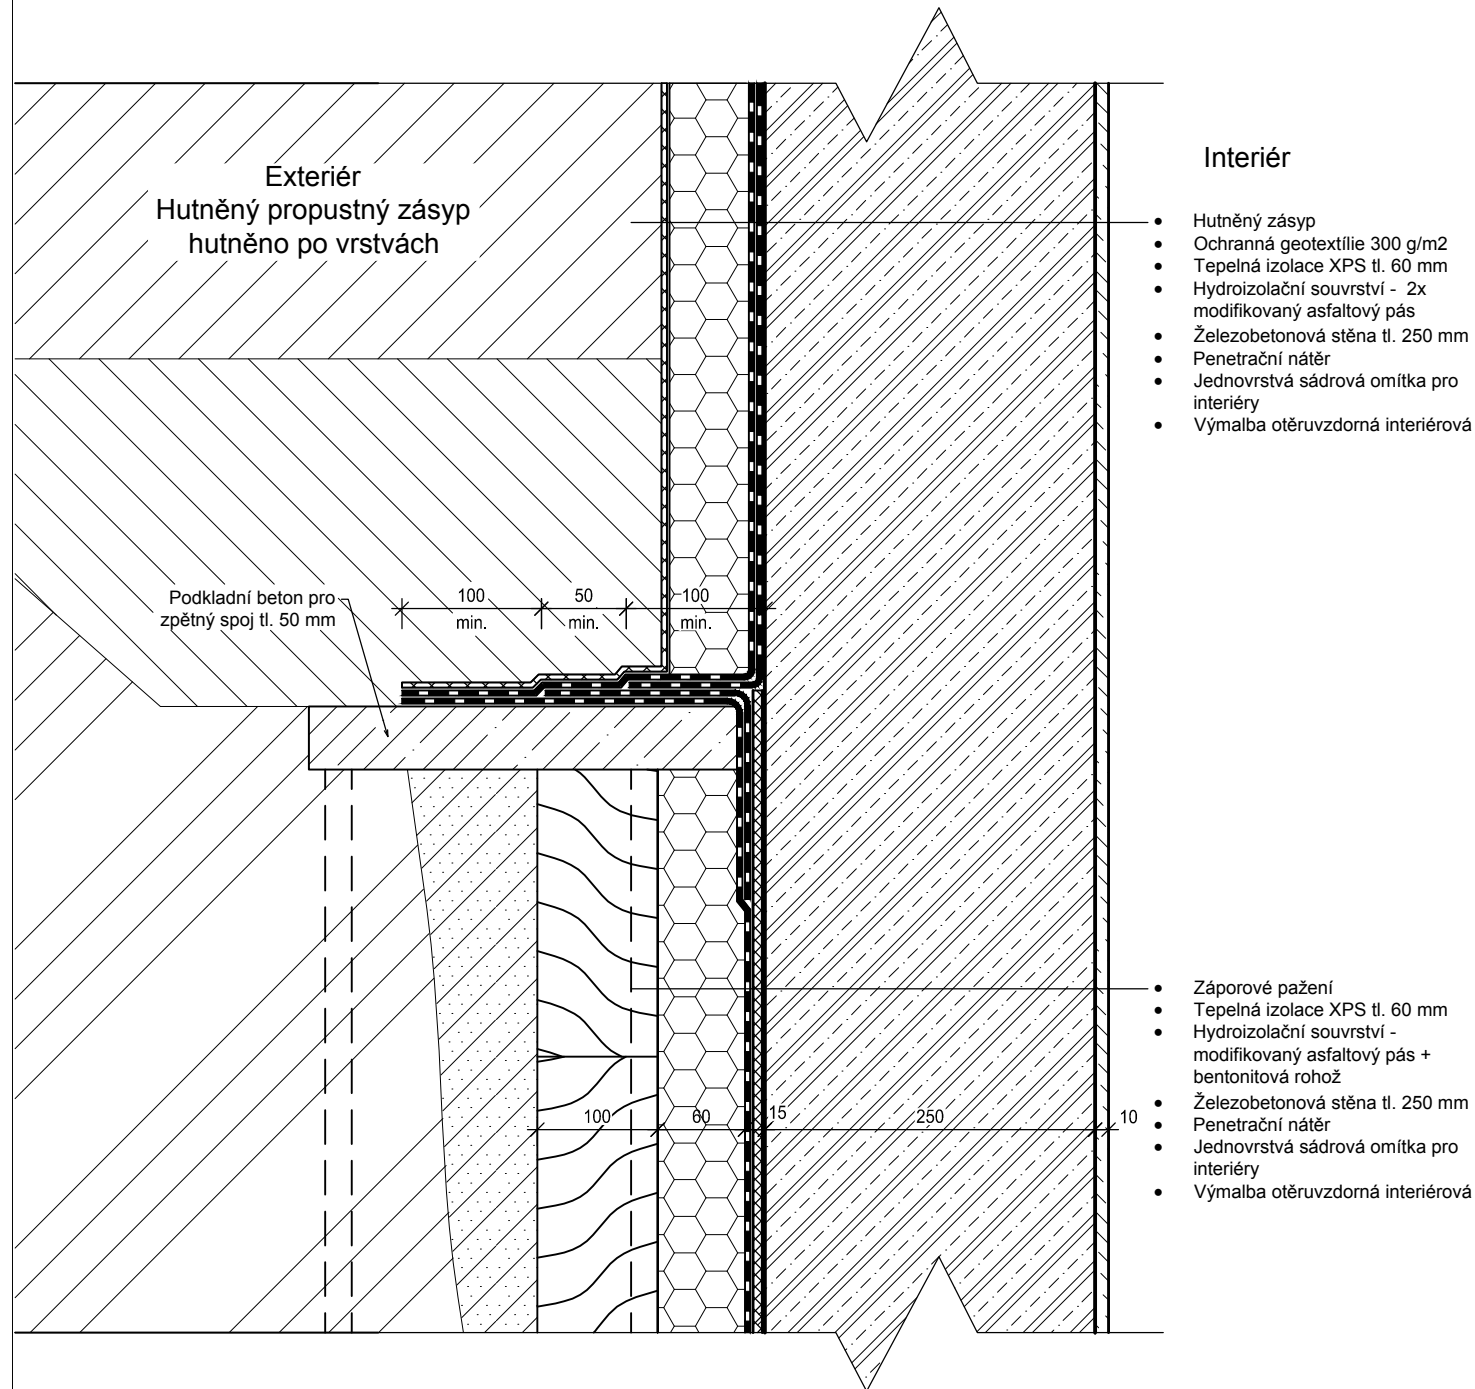 Exteriér
Hutněný propustný zásyp
hutněno po vrstvách
Interiér
• Hutněný zásyp
• Ochranná geotextílie 300 g/m2
• Tepelná izolace XPS tl. 60 mm
• Hydroizolační souvrství - 2x
modifikovaný asfaltový pás
• Železobetonová stěna tl. 250 mm
• Penetrační nátěr
• Jednovrstvá sádrová omítka pro
interiéry
• Výmalba otěruvzdorná interiérová
Podkladní beton pro
zpětný spoj tl. 50 mm
100 50 100
min. min. min.
• Záporové pažení
• Tepelná izolace XPS tl. 60 mm
• Hydroizolační souvrství -
modifikovaný asfaltový pás +
bentonitová rohož
• Železobetonová stěna tl. 250 mm
• Penetrační nátěr
• Jednovrstvá sádrová omítka pro
interiéry
• Výmalba otěruvzdorná interiérová
100 60 15 250 10